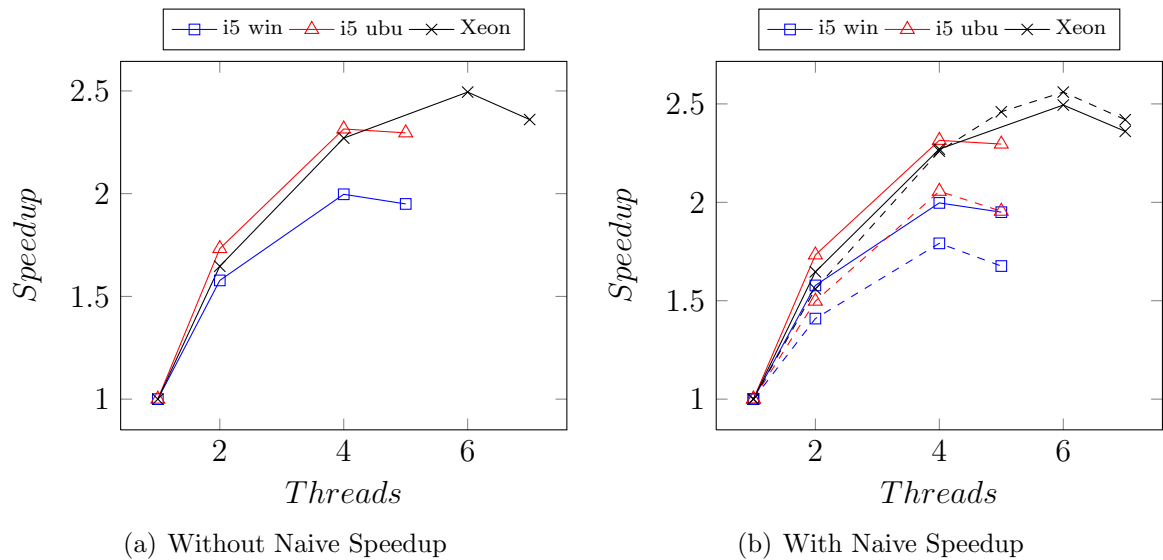 i5 win i5 ubu Xeon
2.5
2
1.5
1
Speedup
2 4 6
Threads
(a) Without Naive Speedup
i5 win i5 ubu Xeon
2.5
2
1.5
1
Speedup
2 4 6
Threads
(b) With Naive Speedup